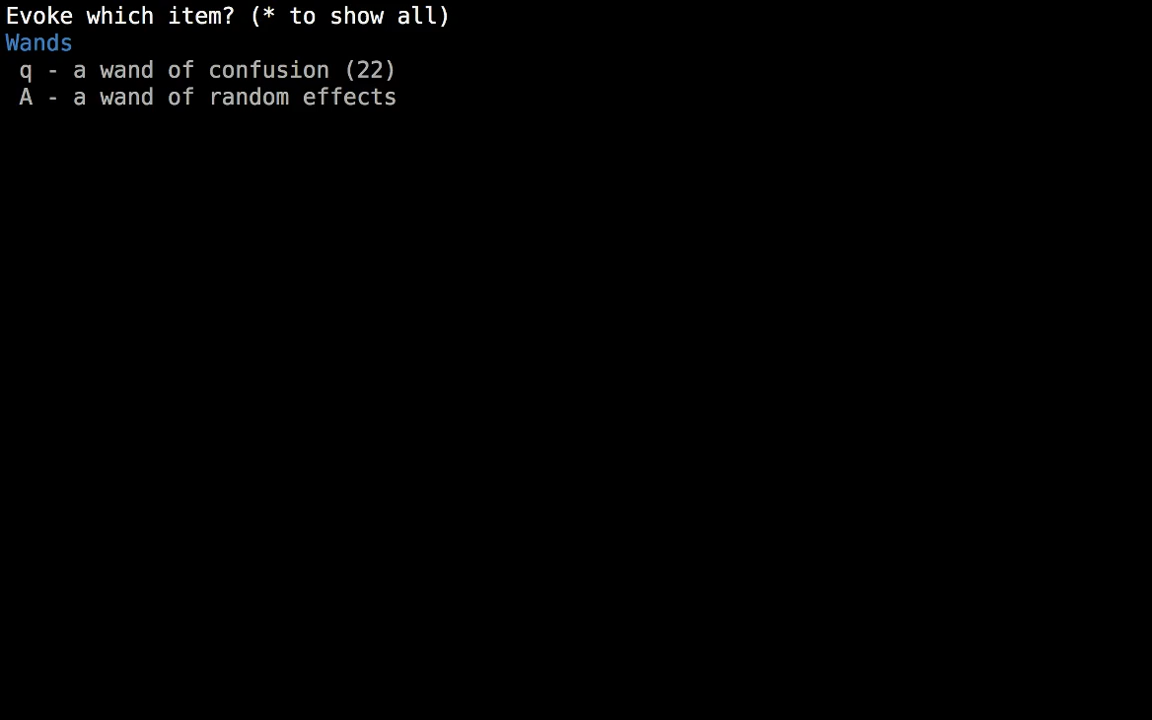 Evoke which item? (* to show all)
Wands
q - a wand of confusion (22)
A - a wand of random effects